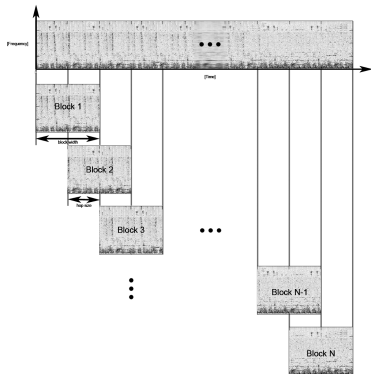 [Frequency]
[Time]
Block 1
block width
Block 2
hop size
Block 3
Block N-1
Block N